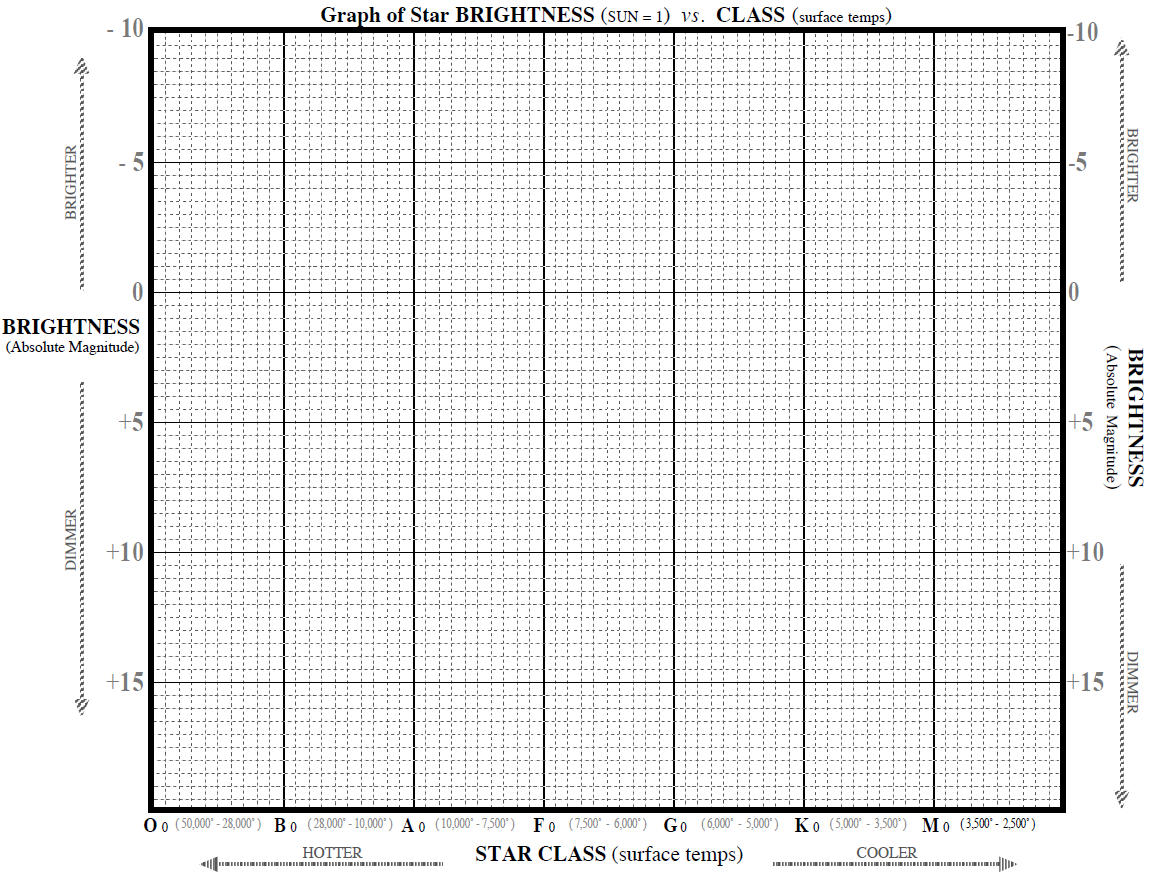 Graph of Star BRIGHTNESS (SUN = 1) vs. CLASS (surface temps)
- 10
-10
BRIGHTER
BRIGHTER
- 5
-5
0
0
BRIGHTNESS
(Absolute Magnitude)
BRIGHTNESS
(Absolute Magnitude)
+5
+5
DIMMER
+10
+10
DIMMER
+15
+15
O 0 (50,000° - 28,000°) B 0 (28,000° - 10,000°) A 0 (10,000° - 7,500°) F 0 (7,500° - 6,000°) G 0 (6,000° - 5,000°) K 0 (5,000° - 3,500°) M 0 (3,500° - 2,500°)
HOTTER STAR CLASS (surface temps) COOLER